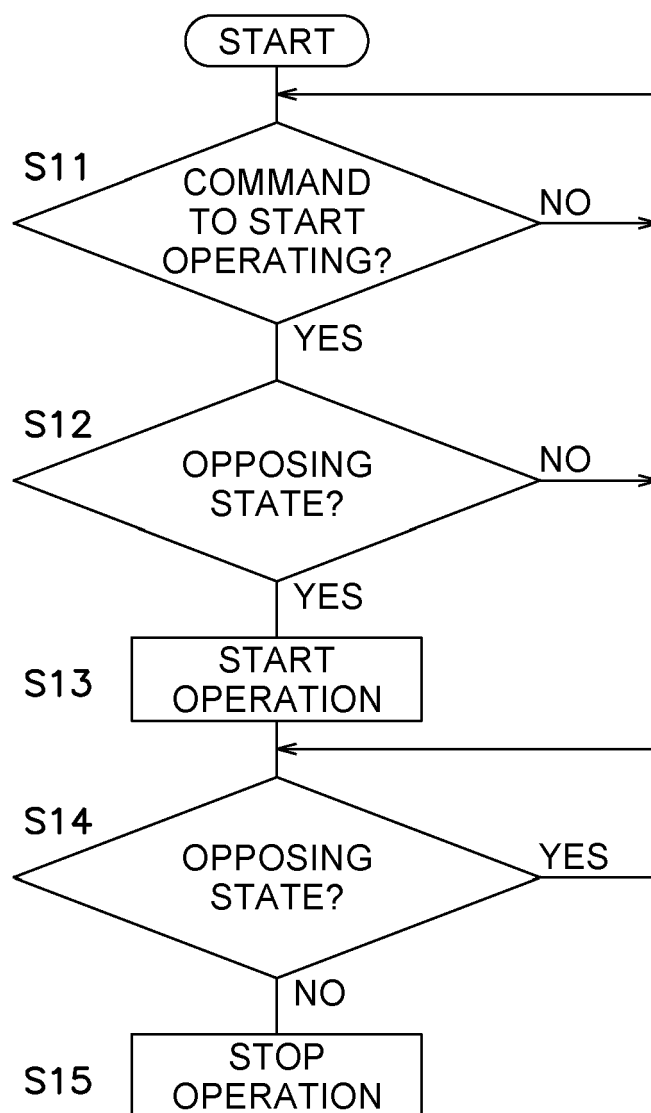 START
S11
COMMAND
TO START
OPERATING?
NO
YES
S12
OPPOSING
STATE?
NO
YES
S13
START
OPERATION
S14
OPPOSING
STATE?
YES
NO
S15
STOP
OPERATION